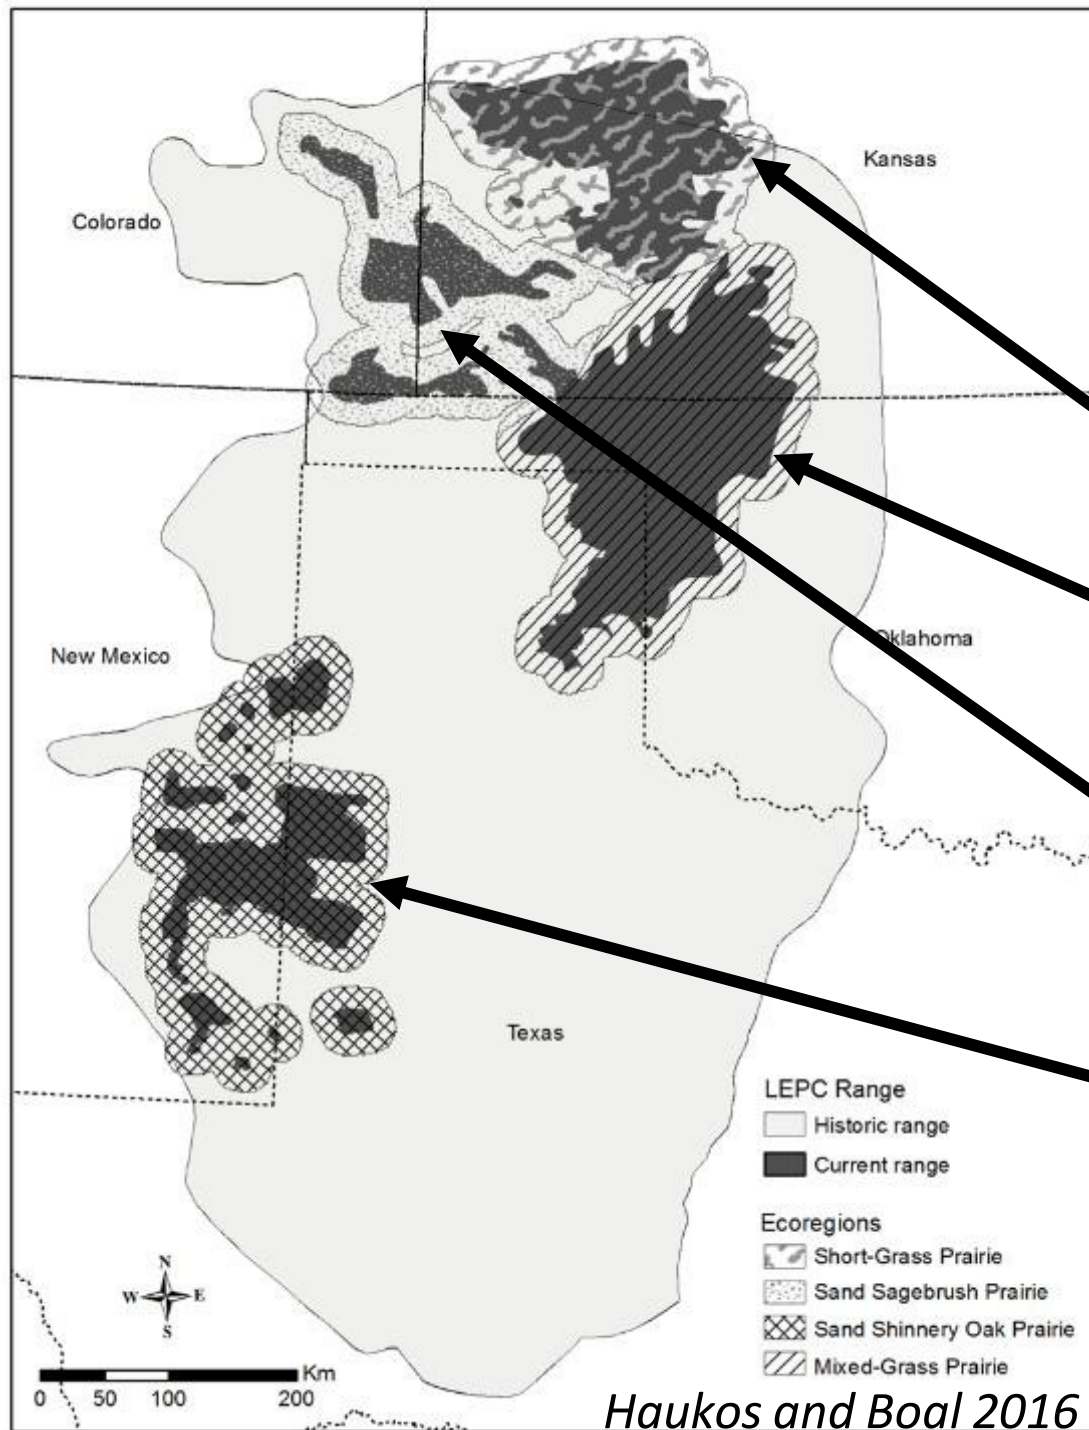 Kansas
Colorado
Oklahoma
New Mexico
Texas
LEPC Range
Historic range
Current range
Ecoregions
Short-Grass Prairie
Sand Sagebrush Prairie
Sand Shinnery Oak Prairie
Mixed-Grass Prairie
N
W E
S
Km
0 50 100 200
Haukos and Boal 2016